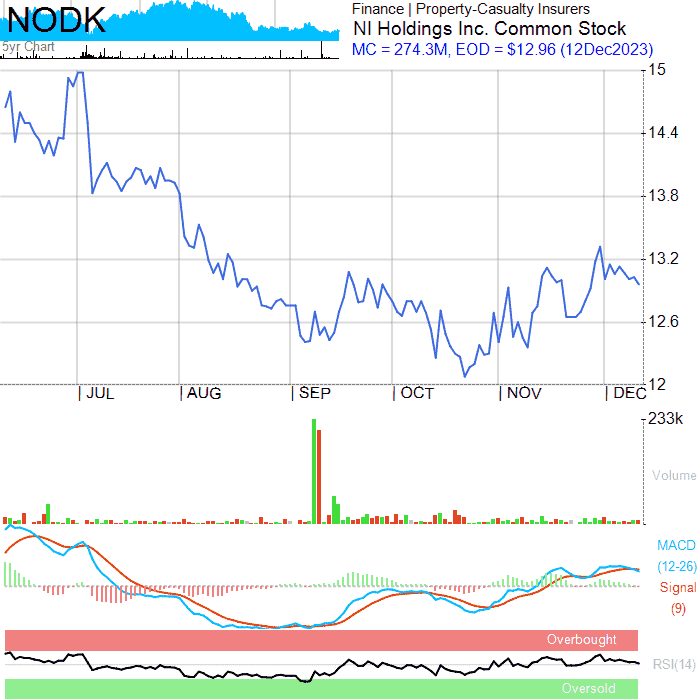 NODK
5yr Chart
Finance | Property-Casualty Insurers
NI Holdings Inc. Common Stock
MC = 274.3M, EOD = $12.96 (12Dec2023)
15
14.4
13.8
13.2
12.6
12
JUL
AUG
SEP
OCT
NOV
DEC
233k
Volume
MACD
(12-26)
Signal
(9)
Overbought
RSI(14)
Oversold